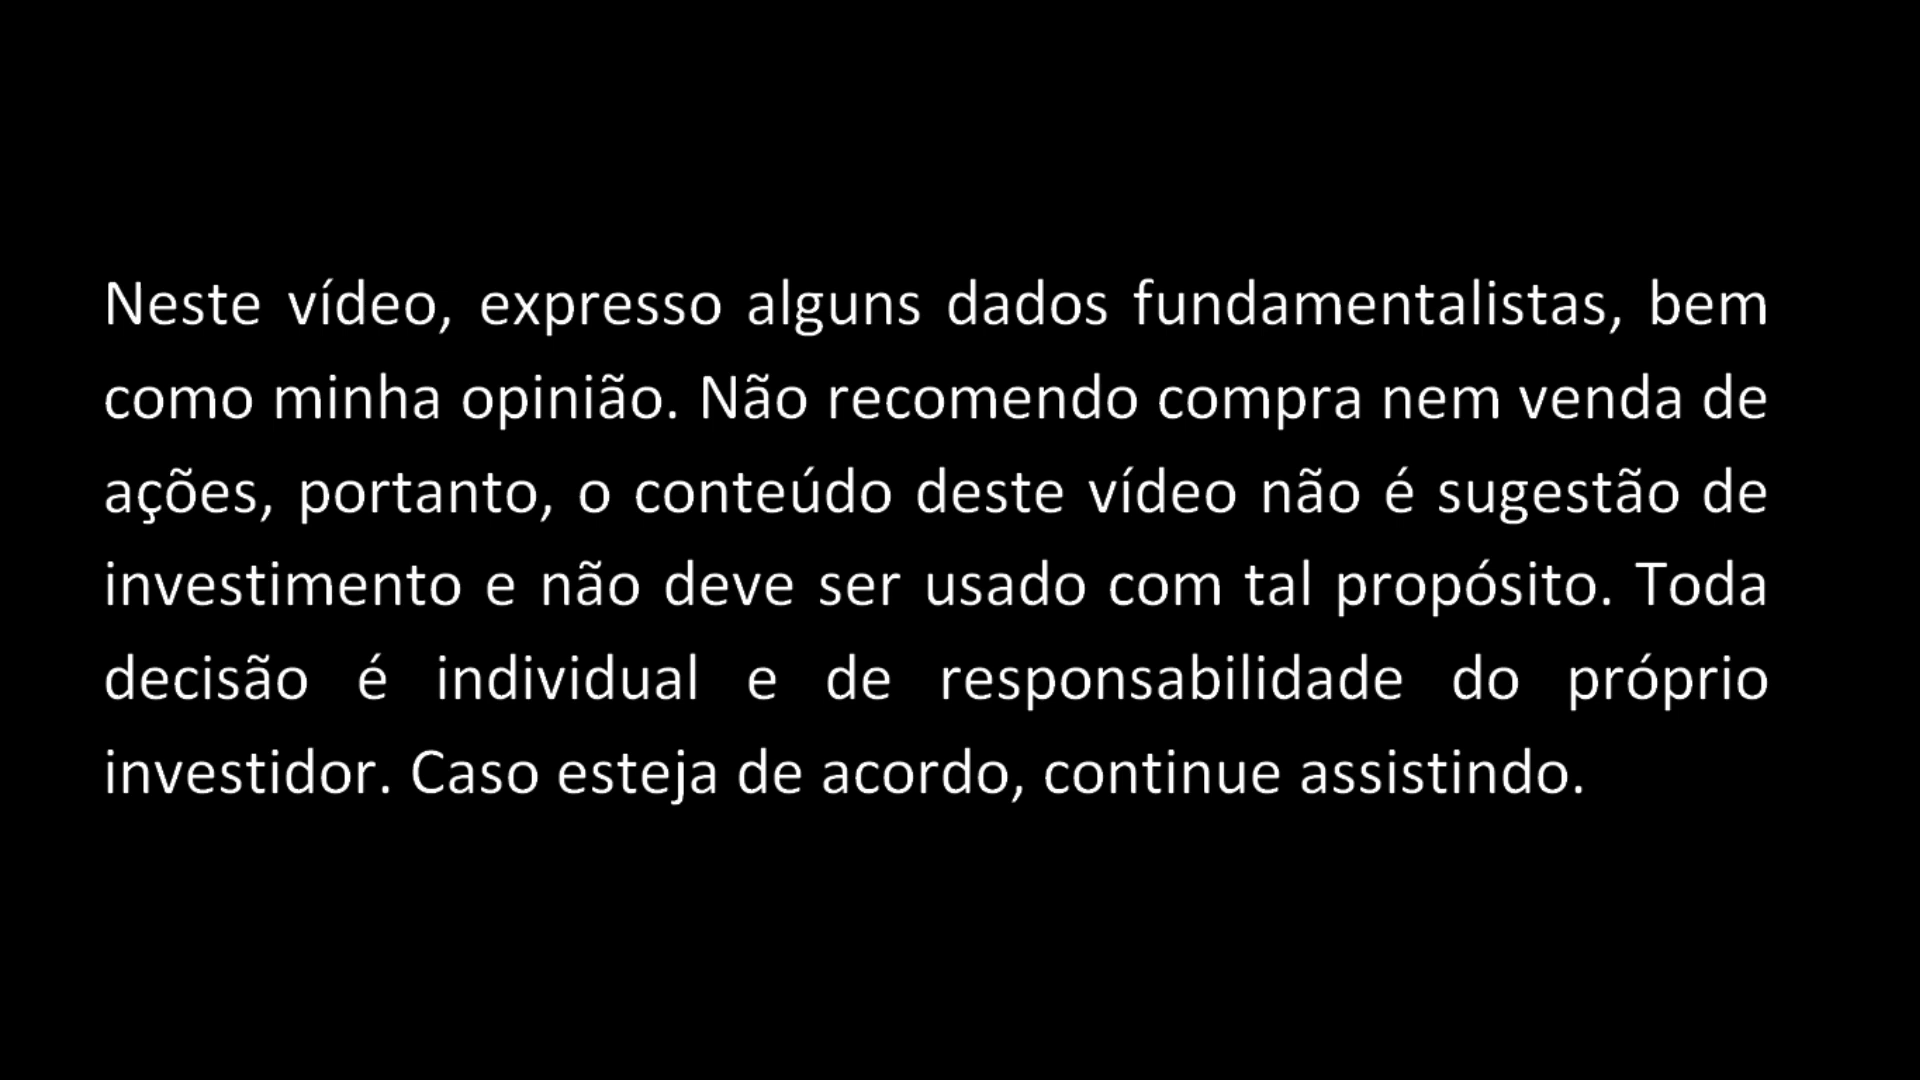 Neste vídeo, expresso alguns dados fundamentalistas, bem
como minha opinião. Não recomendo compra nem venda de
ações, portanto, o conteúdo deste vídeo não é sugestão de
investimento e não deve ser usado com tal propósito. Toda
decisão é individual e de responsabilidade do próprio
investidor. Caso esteja de acordo, continue assistindo.